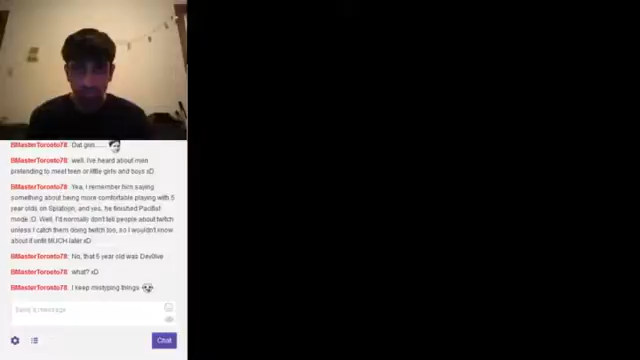 BMasterToronto78: Dat grin......
BMasterToronto78: well, I've heard about men
pretending to meet teen or little girls and boys xD
BMasterToronto78: Yea, I remember him saying
something about being more comfortable playing with 5
year olds, on Splatoon, and yes, he finished Pacifist
mode :D. Well, I'd normally don't tell people about twitch
unless I catch them doing twitch too, so I wouldn't know
about it until MUCH later xD
BMasterToronto78: No, that 5 year old was Dev0ive
BMasterToronto78: what? xD
BMasterToronto78: I keep mistyping things
Send a message
Chat